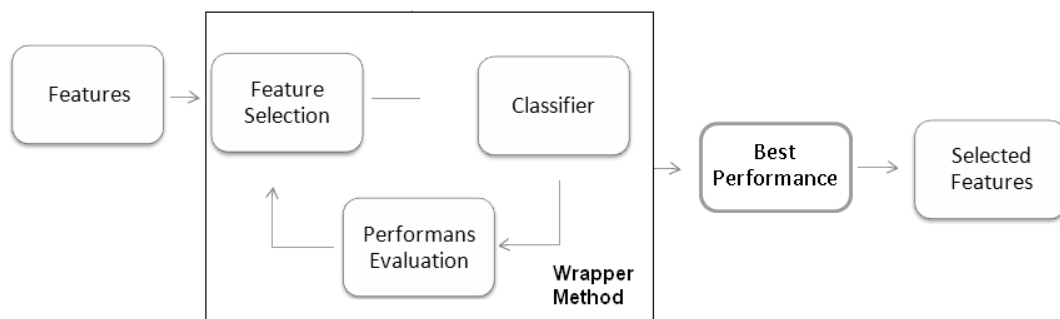 Features
Feature
Selection
Classifier
Performans
Evaluation
Wrapper
Method
Best
Performance
Selected
Features